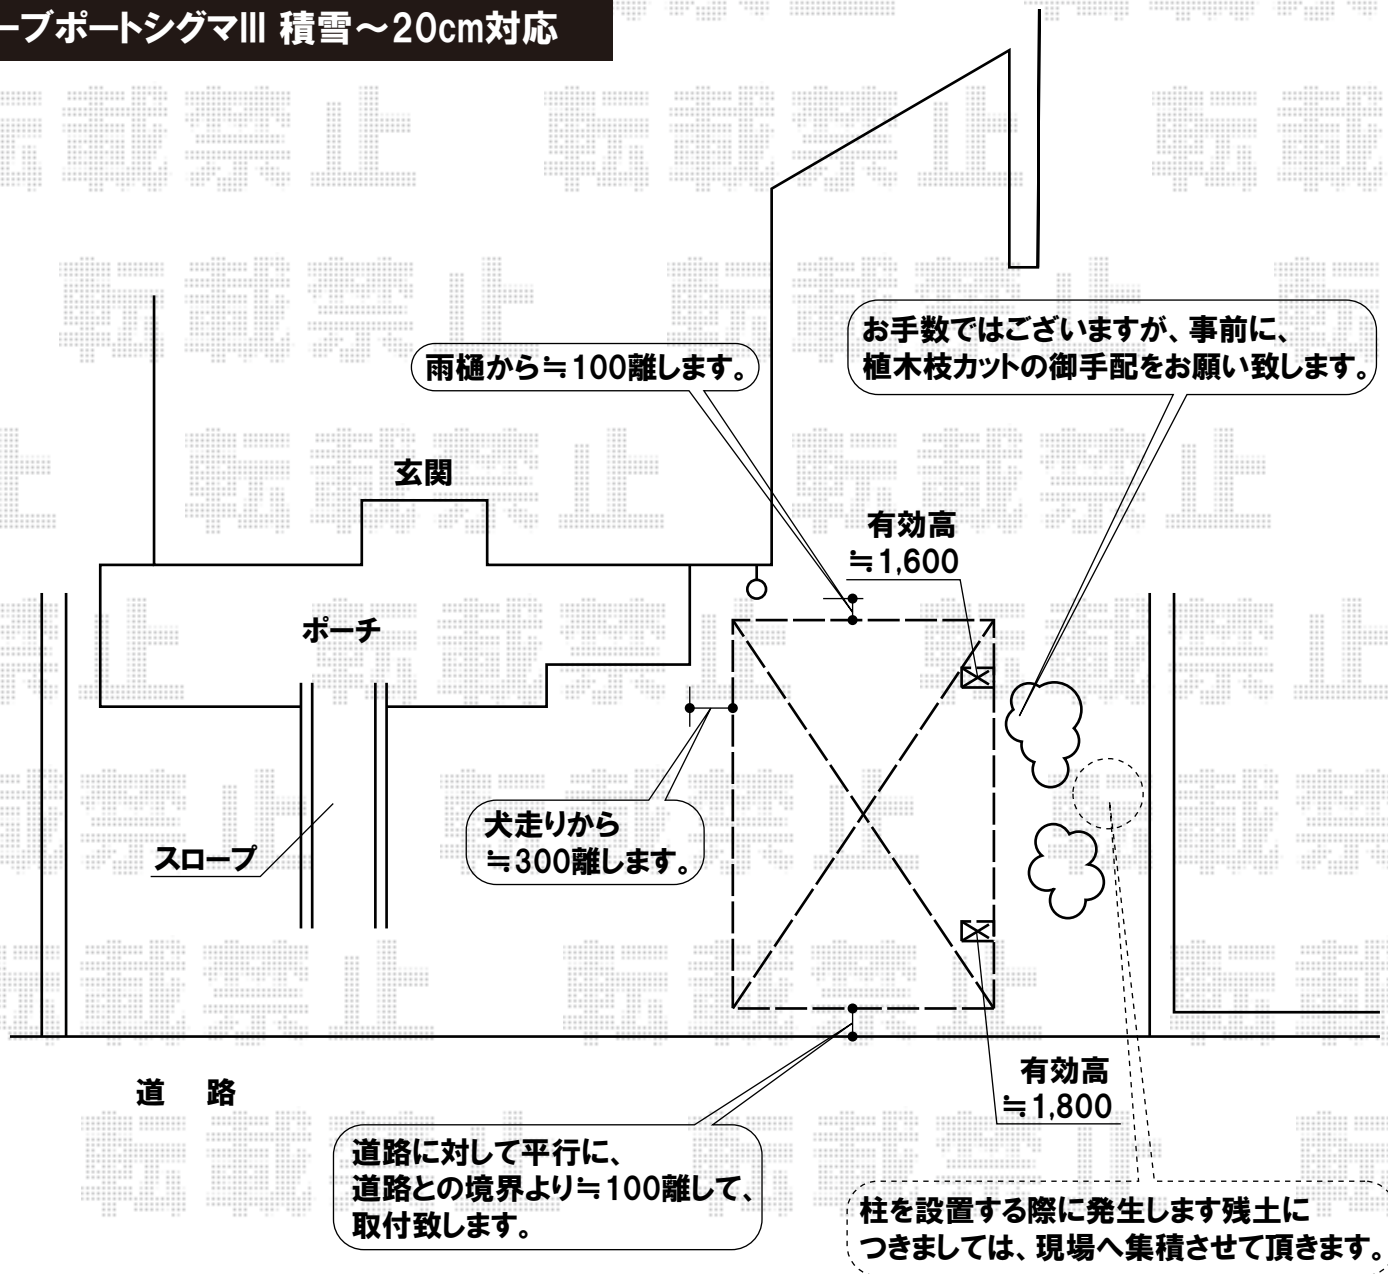 ーブポートシグマIII 積雪～20cm対応
お手数ではございますが、事前に、
植木枝カットの御手配をお願い致します。
雨樋から≒100離します。
玄関
有効高
≒1,600
ポーチ
犬走りから
≒300離します。
スロープ
道　路
有効高
≒1,800
道路に対して平行に、
道路との境界より≒100離して、
取付致します。
柱を設置する際に発生します残土に
つきましては、現場へ集積させて頂きます。
転載禁止